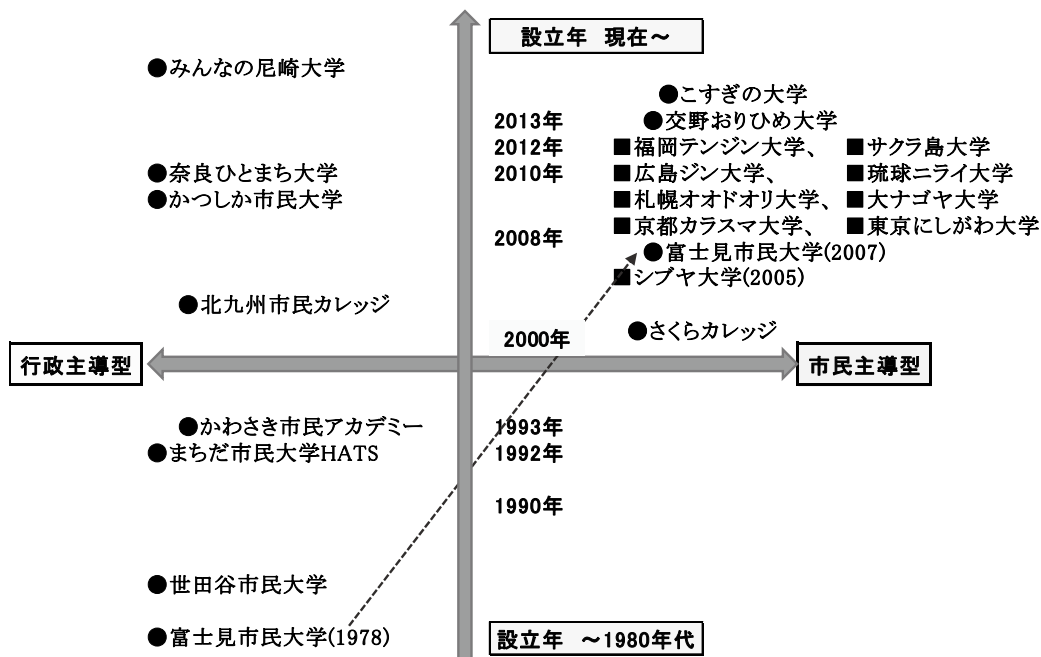 設立年 現在～
●みんなの尼崎大学
●こすぎの大学
2013年 ●交野おりひめ大学
2012年 ■福岡テンジン大学、 ■サクラ島大学
●奈良ひとまち大学 2010年 ■広島ジン大学、 ■琉球ニライ大学
●かつしか市民大学 ■札幌オオドオリ大学、 ■大ナゴヤ大学
2008年 ■京都カラスマ大学、 ■東京にしがわ大学
●富士見市民大学(2007)
■シブヤ大学(2005)
●北九州市民カレッジ
2000年 ●さくらカレッジ
行政主導型 市民主導型
●かわさき市民アカデミー 1993年
●まちだ市民大学HATS 1992年
1990年
●世田谷市民大学
●富士見市民大学(1978) 設立年 ～1980年代